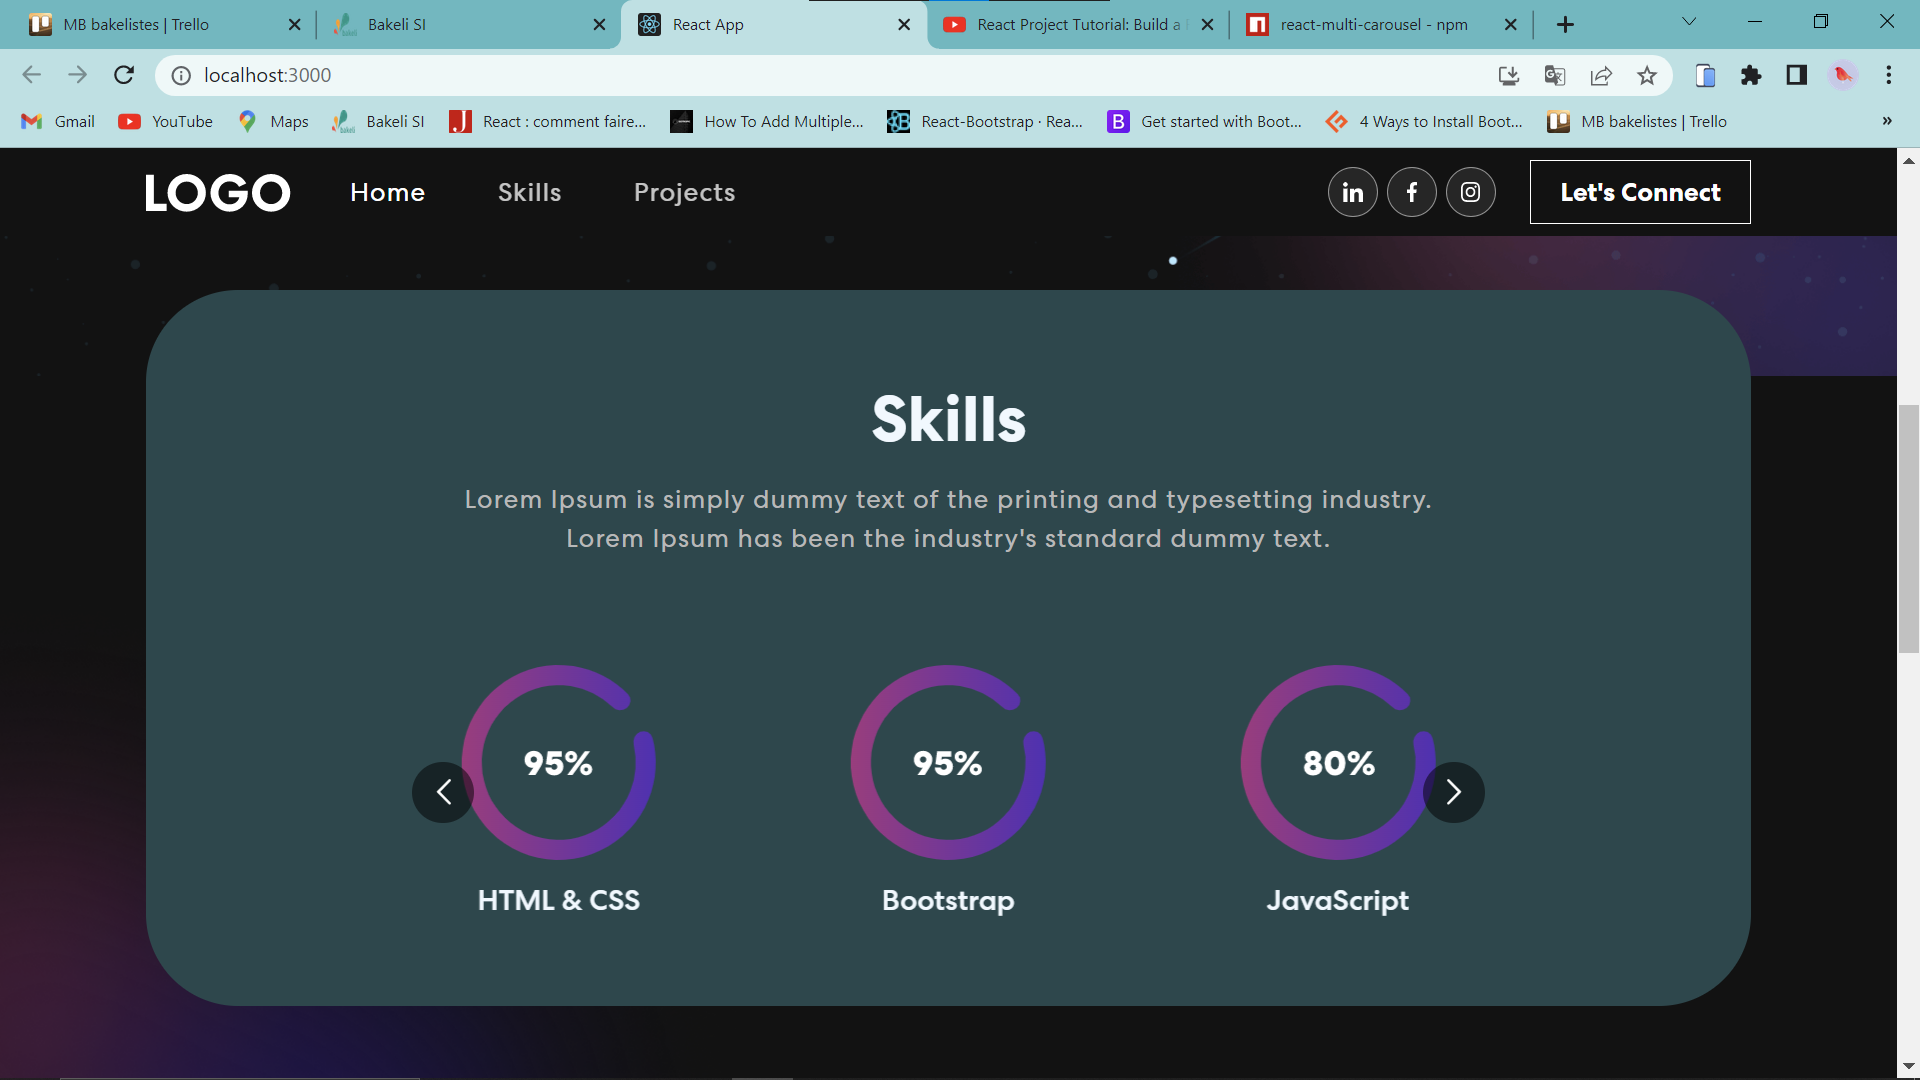 MB bakelistes | Trello
Bakeli SI
React App
React Project Tutorial: Build a
react-multi-carousel - npm
localhost:3000
Gmail
YouTube
Maps
Bakeli SI
React : comment faire...
How To Add Multiple...
React-Bootstrap · Rea...
Get started with Boot...
4 Ways to Install Boot...
MB bakelistes | Trello
»
LOGO
Home
Skills
Projects
Let's Connect
Skills
Lorem Ipsum is simply dummy text of the printing and typesetting industry.
Lorem Ipsum has been the industry's standard dummy text.
95%
95%
80%
HTML & CSS
Bootstrap
JavaScript